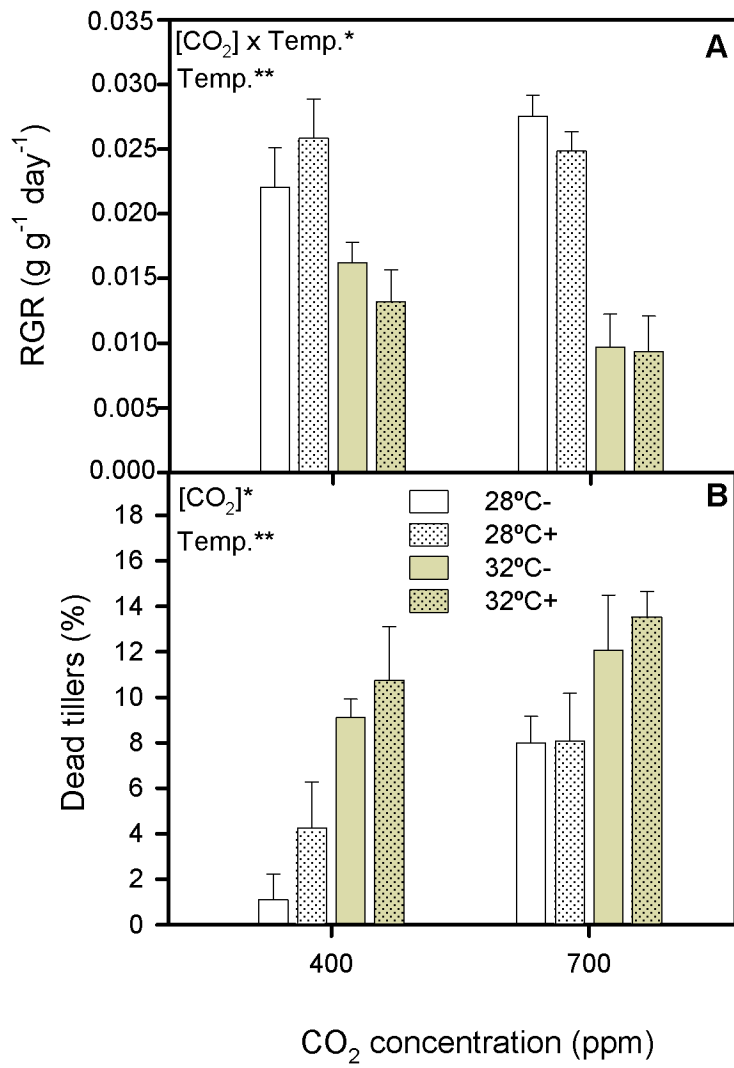 [CO₂] x Temp.*
A
Temp.**
RGR (g g⁻¹ day⁻¹)
0.035
0.030
0.025
0.020
0.015
0.010
0.005
0.000
[CO₂]*
B
Temp.**
28ºC-
28ºC+
32ºC-
32ºC+
Dead tillers (%)
18
16
14
12
10
8
6
4
2
0
400 700
CO₂ concentration (ppm)